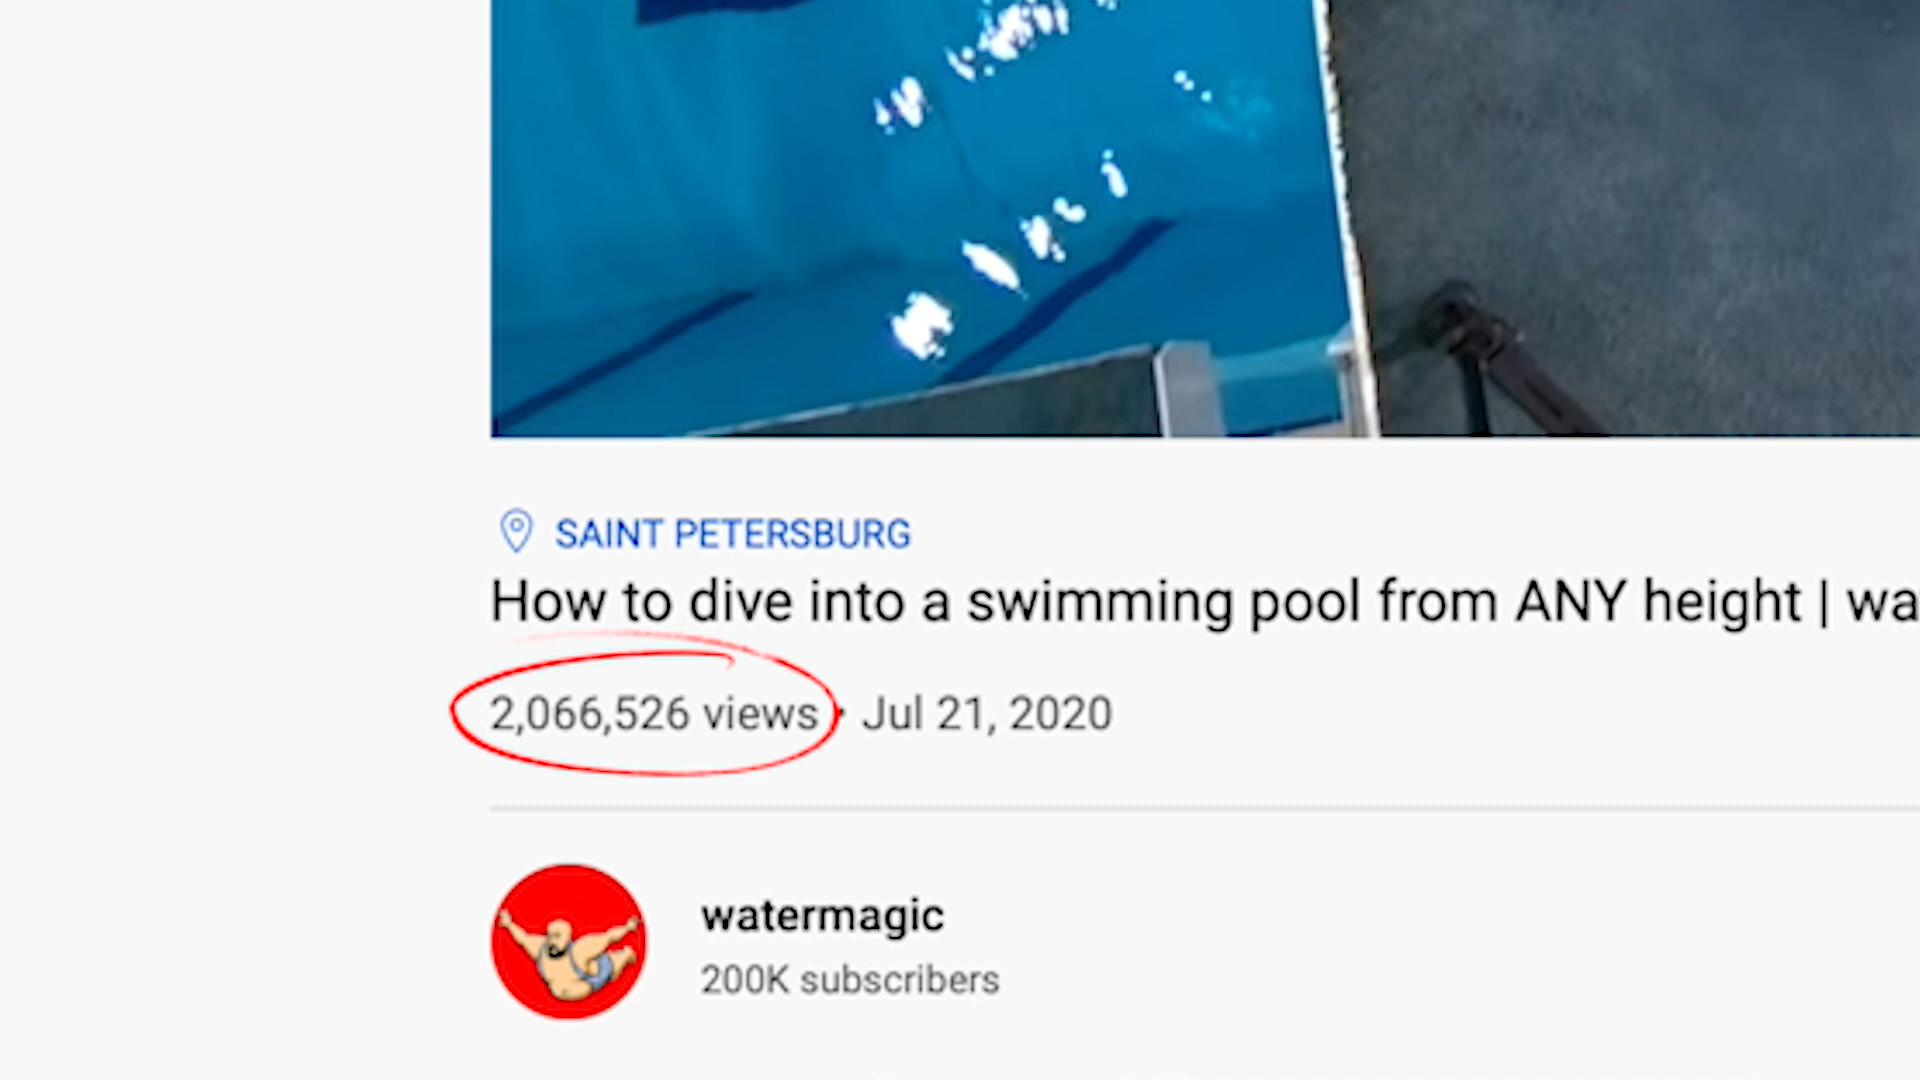 SAINT PETERSBURG
How to dive into a swimming pool from ANY height | wa
2,066,526 views • Jul 21, 2020
watermagic
200K subscribers